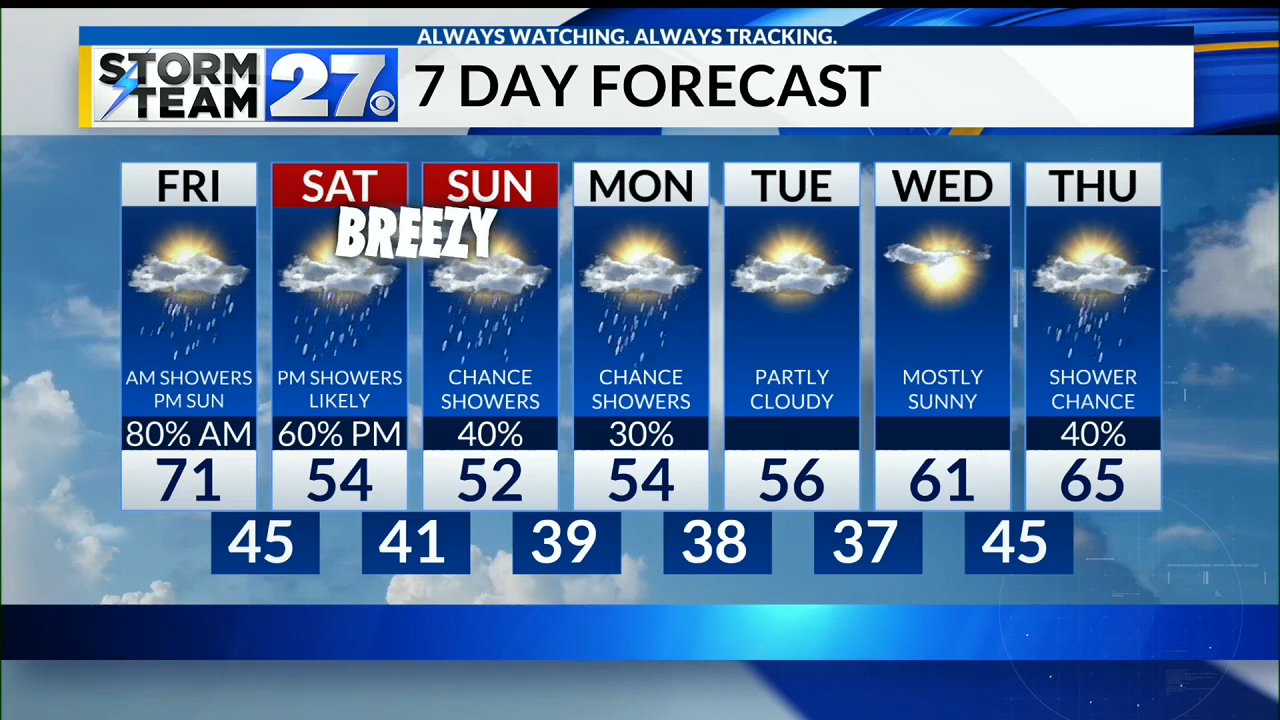 ALWAYS WATCHING. ALWAYS TRACKING.
STORM
TEAM
27
7 DAY FORECAST
FRI
SAT
SUN
MON
TUE
WED
THU
BREEZY
AM SHOWERS
PM SUN
PM SHOWERS
LIKELY
CHANCE
SHOWERS
CHANCE
SHOWERS
PARTLY
CLOUDY
MOSTLY
SUNNY
SHOWER
CHANCE
80% AM
60% PM
40%
30%
40%
71
54
52
54
56
61
65
45
41
39
38
37
45